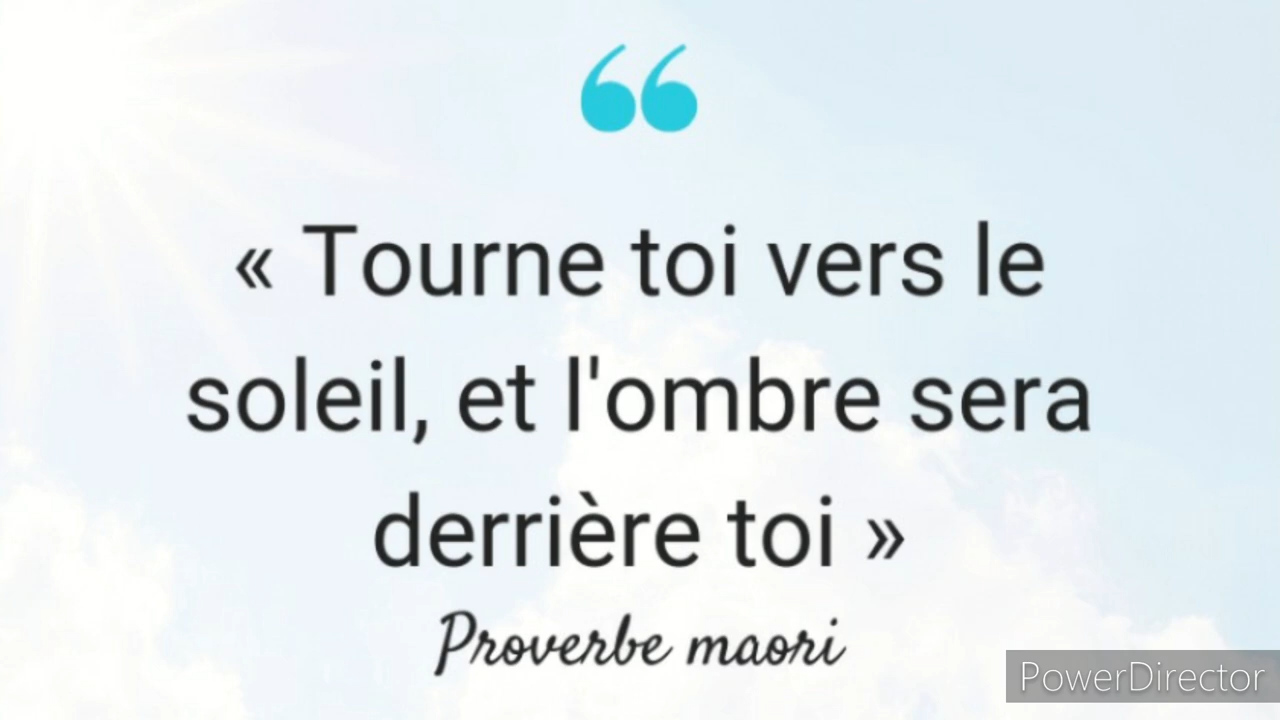 « Tourne toi vers le
soleil, et l'ombre sera
derrière toi »
Proverbe maori
PowerDirector